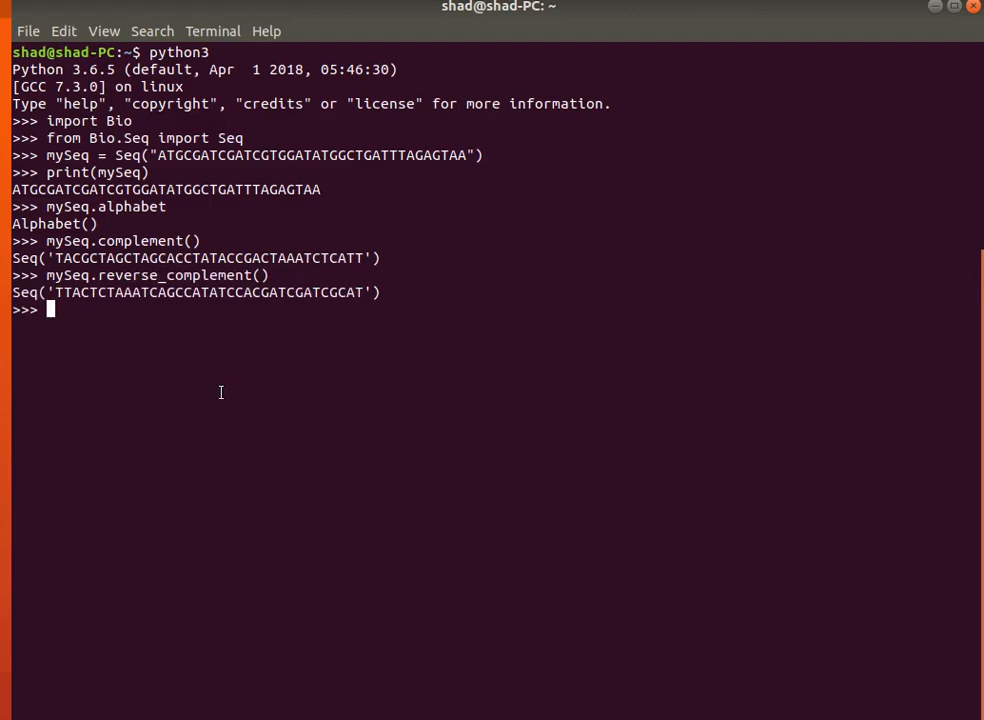 shad@shad-PC: ~
File Edit View Search Terminal Help
shad@shad-PC:~$ python3
Python 3.6.5 (default, Apr  1 2018, 05:46:30)
[GCC 7.3.0] on linux
Type "help", "copyright", "credits" or "license" for more information.
>>> import Bio
>>> from Bio.Seq import Seq
>>> mySeq = Seq("ATGCGATCGATCGTGGATATGGCTGATTTAGAGTAA")
>>> print(mySeq)
ATGCGATCGATCGTGGATATGGCTGATTTAGAGTAA
>>> mySeq.alphabet
Alphabet()
>>> mySeq.complement()
Seq('TACGCTAGCTAGCACCTATACCGACTAAATCTCATT')
>>> mySeq.reverse_complement()
Seq('TTACTCTAAATCAGCCATATCCACGATCGATCGCAT')
>>>